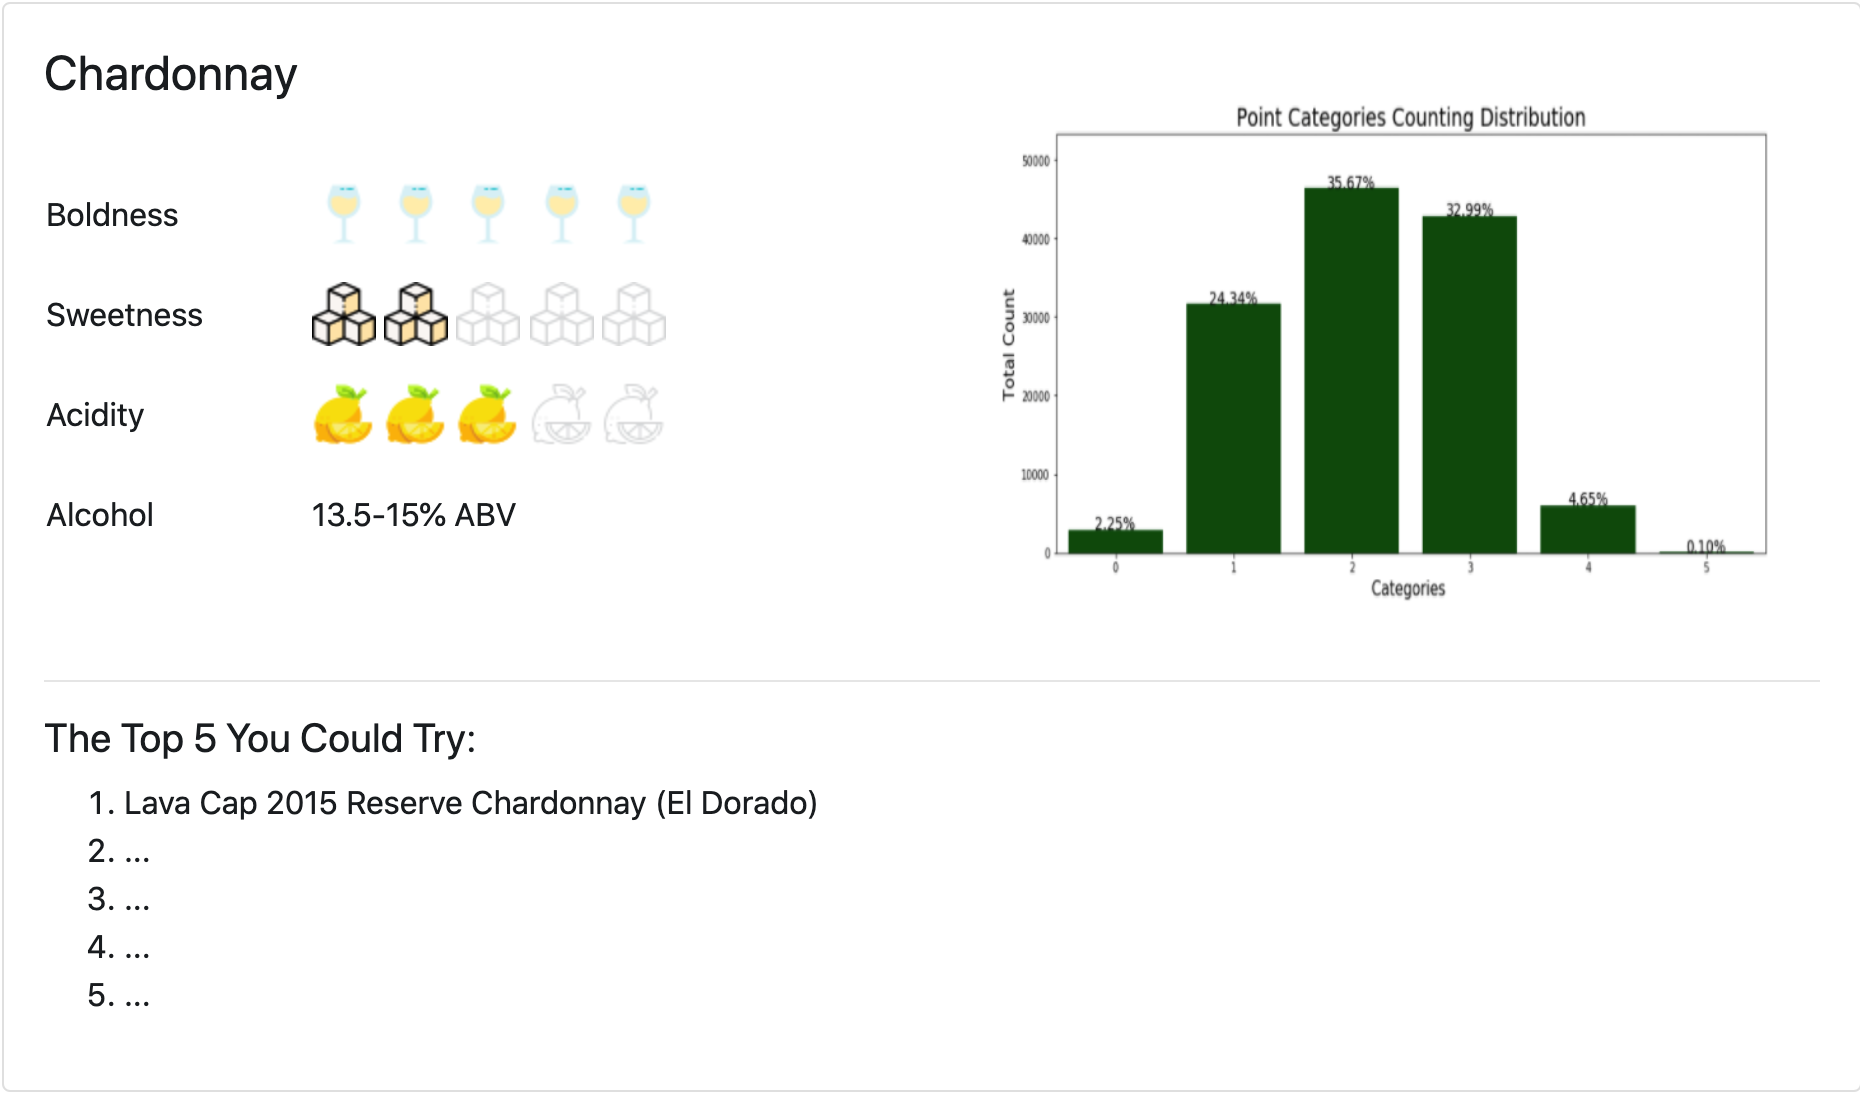 Chardonnay
Boldness
Sweetness
Acidity
Alcohol 13.5-15% ABV
Point Categories Counting Distribution
Total Count
50000
40000
30000
20000
10000
0
2.25%
24.34%
35.67%
32.99%
4.65%
0.10%
0 1 2 3 4 5
Categories
The Top 5 You Could Try:
1. Lava Cap 2015 Reserve Chardonnay (El Dorado)
2. ...
3. ...
4. ...
5. ...